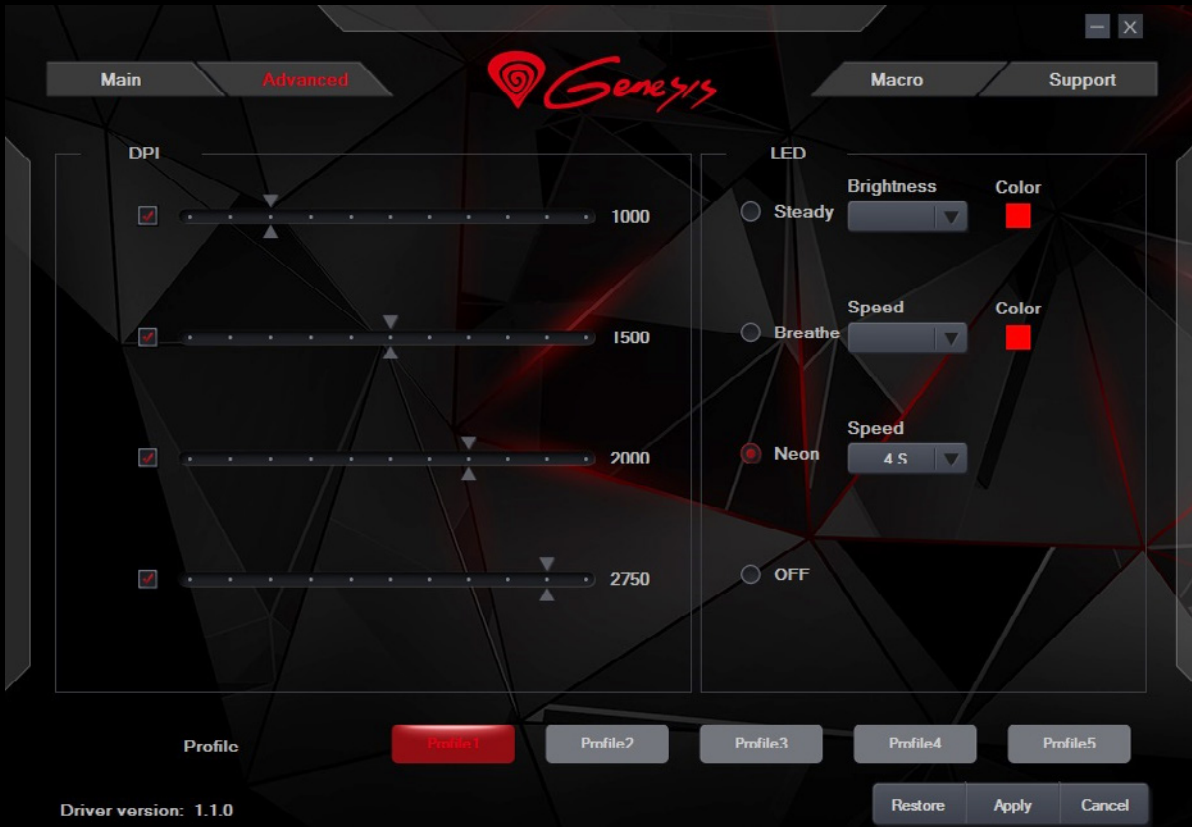 Main
Advanced
Genesis
Macro
Support
DPI
1000
1500
2000
2750
LED
Brightness
Color
Steady
Speed
Color
Breathe
Speed
Neon
4 S
OFF
Profile
Profile1
Profile2
Profile3
Profile4
Profile5
Driver version: 1.1.0
Restore
Apply
Cancel